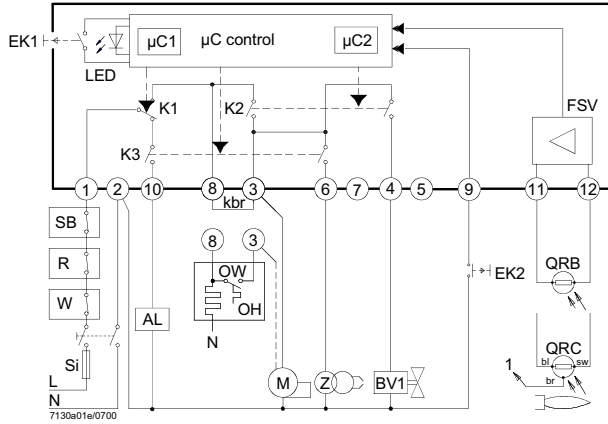 EK1
LED
µC1
µC control
µC2
K1
K2
K3
FSV
1
2
10
8
3
6
7
4
5
9
11
12
kbr
SB
R
W
Si
L
N
7130a01e/0700
AL
8
3
OW
OH
N
M
Z
BV1
EK2
QRB
QRC
bl
sw
br
1